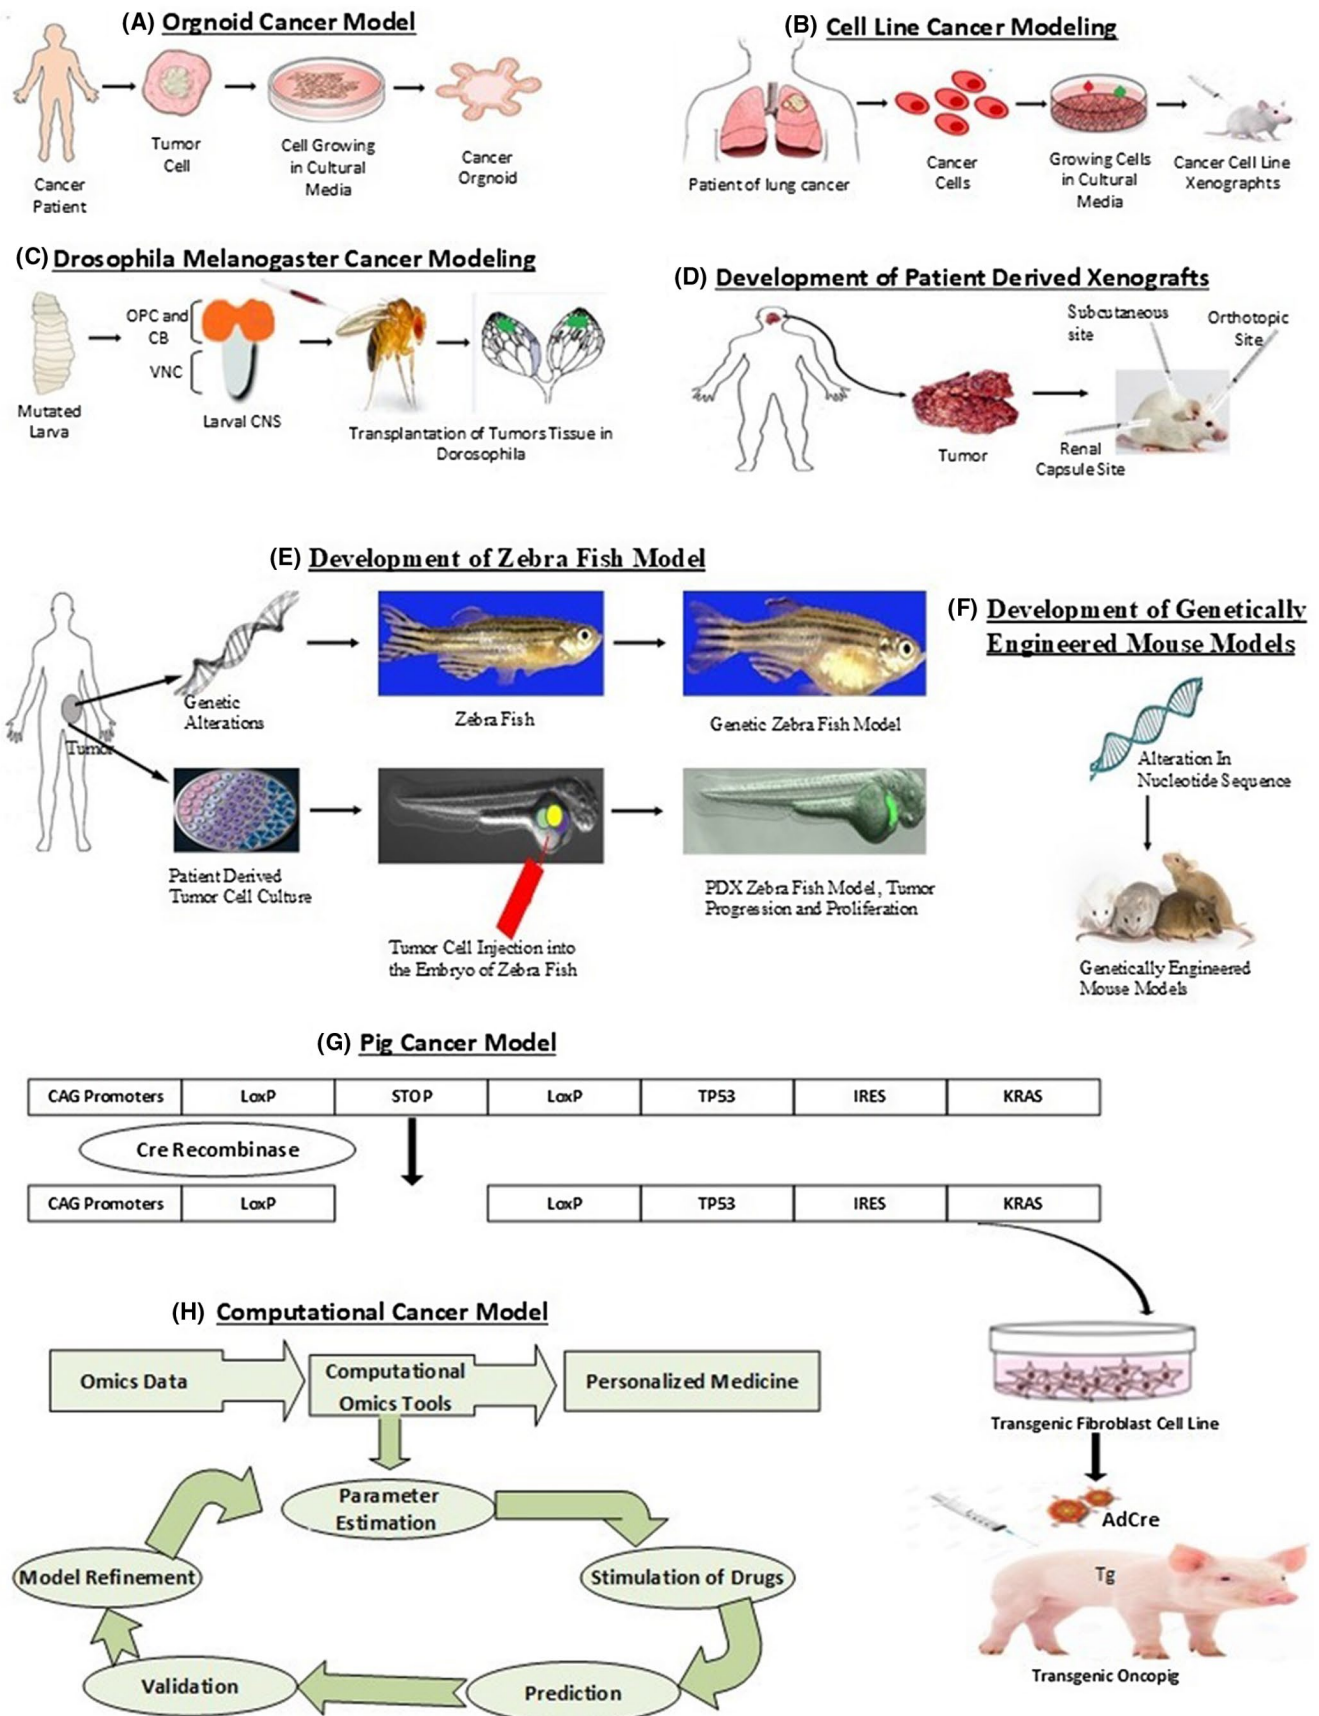 (A) Orgnoid Cancer Model
Cancer
Patient
Tumor
Cell
Cell Growing
in Cultural
Media
Cancer
Orgnoid
(B) Cell Line Cancer Modeling
Patient of lung cancer
Cancer
Cells
Growing Cells
in Cultural
Media
Cancer Cell Line
Xenographts
(C) Drosophila Melanogaster Cancer Modeling
Mutated
Larva
OPC and
CB
VNC
Larval CNS
Transplantation of Tumors Tissue in
Dorosophila
(D) Development of Patient Derived Xenografts
Tumor
Subcutaneous
site
Orthotopic
Site
Renal
Capsule Site
(E) Development of Zebra Fish Model
Tumor
Genetic
Alterations
Zebra Fish
Genetic Zebra Fish Model
Patient Derived
Tumor Cell Culture
Tumor Cell Injection into
the Embryo of Zebra Fish
PDX Zebra Fish Model, Tumor
Progression and Proliferation
(F) Development of Genetically
Engineered Mouse Models
Alteration In
Nucleotide Sequence
Genetically Engineered
Mouse Models
(G) Pig Cancer Model
CAG Promoters LoxP STOP LoxP TP53 IRES KRAS
Cre Recombinase
CAG Promoters LoxP LoxP TP53 IRES KRAS
Transgenic Fibroblast Cell Line
AdCre
Tg
Transgenic Oncopig
(H) Computational Cancer Model
Omics Data
Computational
Omics Tools
Personalized Medicine
Parameter
Estimation
Stimulation of Drugs
Prediction
Validation
Model Refinement